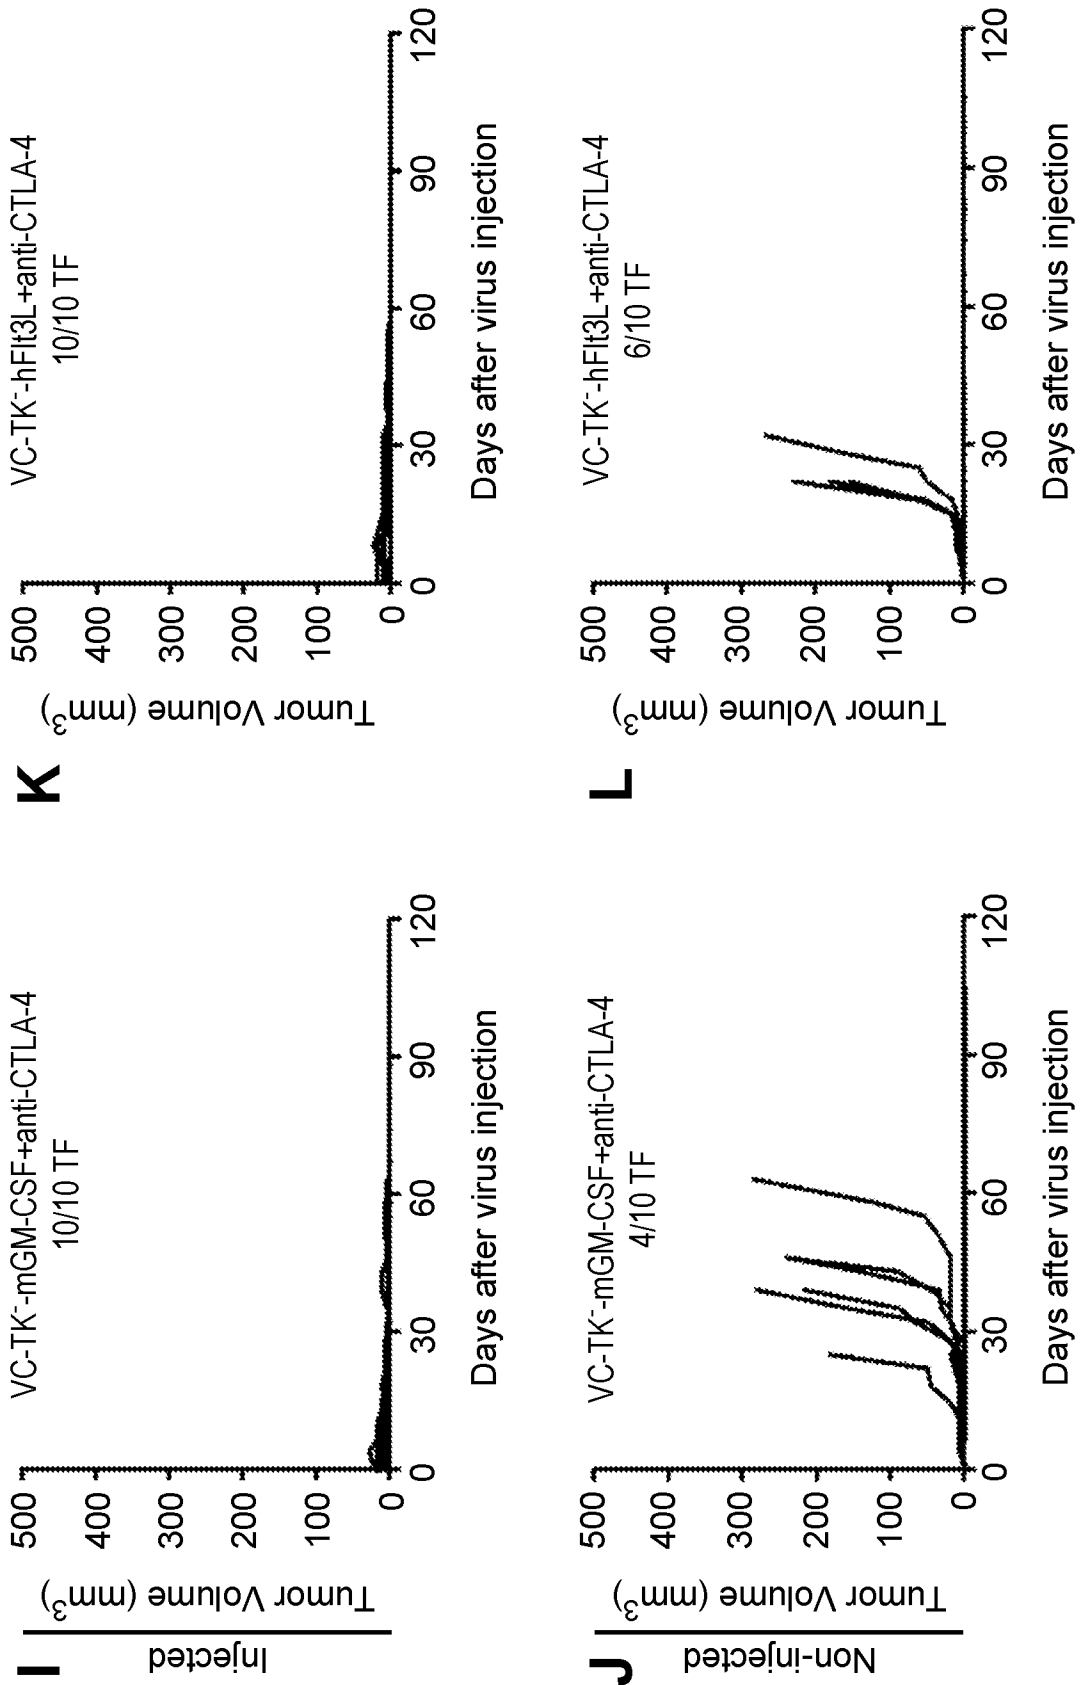 I
Injected
VC-TK⁻-mGM-CSF+anti-CTLA-4
10/10 TF
Tumor Volume (mm³)
500
400
300
200
100
0
0 30 60 90 120
Days after virus injection
K
VC-TK⁻-hFlt3L+anti-CTLA-4
10/10 TF
Tumor Volume (mm³)
500
400
300
200
100
0
0 30 60 90 120
Days after virus injection
J
Non-injected
VC-TK⁻-mGM-CSF+anti-CTLA-4
4/10 TF
Tumor Volume (mm³)
500
400
300
200
100
0
0 30 60 90 120
Days after virus injection
L
VC-TK⁻-hFlt3L+anti-CTLA-4
6/10 TF
Tumor Volume (mm³)
500
400
300
200
100
0
0 30 60 90 120
Days after virus injection